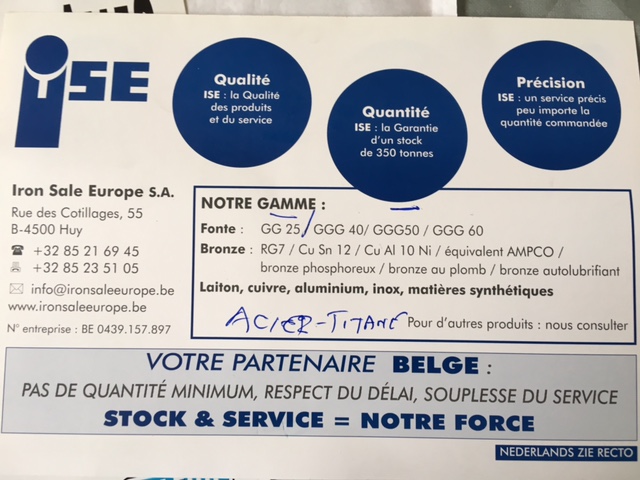 iSE
Qualité
ISE : la Qualité
des produits
et du service
Quantité
ISE : la Garantie
d'un stock
de 350 tonnes
Précision
ISE : un service précis
peu importe la
quantité commandée
Iron Sale Europe S.A.
Rue des Cotillages, 55
B-4500 Huy
+32 85 21 69 45
+32 85 23 51 05
info@ironsaleeurope.be
www.ironsaleeurope.be
N° entreprise : BE 0439.157.897
NOTRE GAMME :
Fonte : GG 25 / GGG 40/ GGG50 / GGG 60
Bronze : RG7 / Cu Sn 12 / Cu Al 10 Ni / équivalent AMPCO /
bronze phosphoreux / bronze au plomb / bronze autolubrifiant
Laiton, cuivre, aluminium, inox, matières synthétiques
ACIER-TITANE
Pour d'autres produits : nous consulter
VOTRE PARTENAIRE BELGE :
PAS DE QUANTITÉ MINIMUM, RESPECT DU DÉLAI, SOUPLESSE DU SERVICE
STOCK & SERVICE = NOTRE FORCE
NEDERLANDS ZIE RECTO